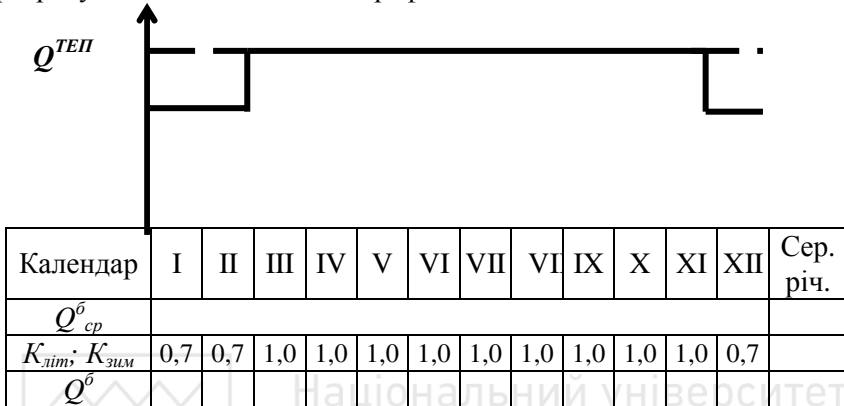 Q^ТЕП
Календар I II III IV V VI VII VII IX X XI XII Сер. річ.
Q^б_ср
K_літ; K_зим 0,7 0,7 1,0 1,0 1,0 1,0 1,0 1,0 1,0 1,0 1,0 0,7
Q^б
Національний університет